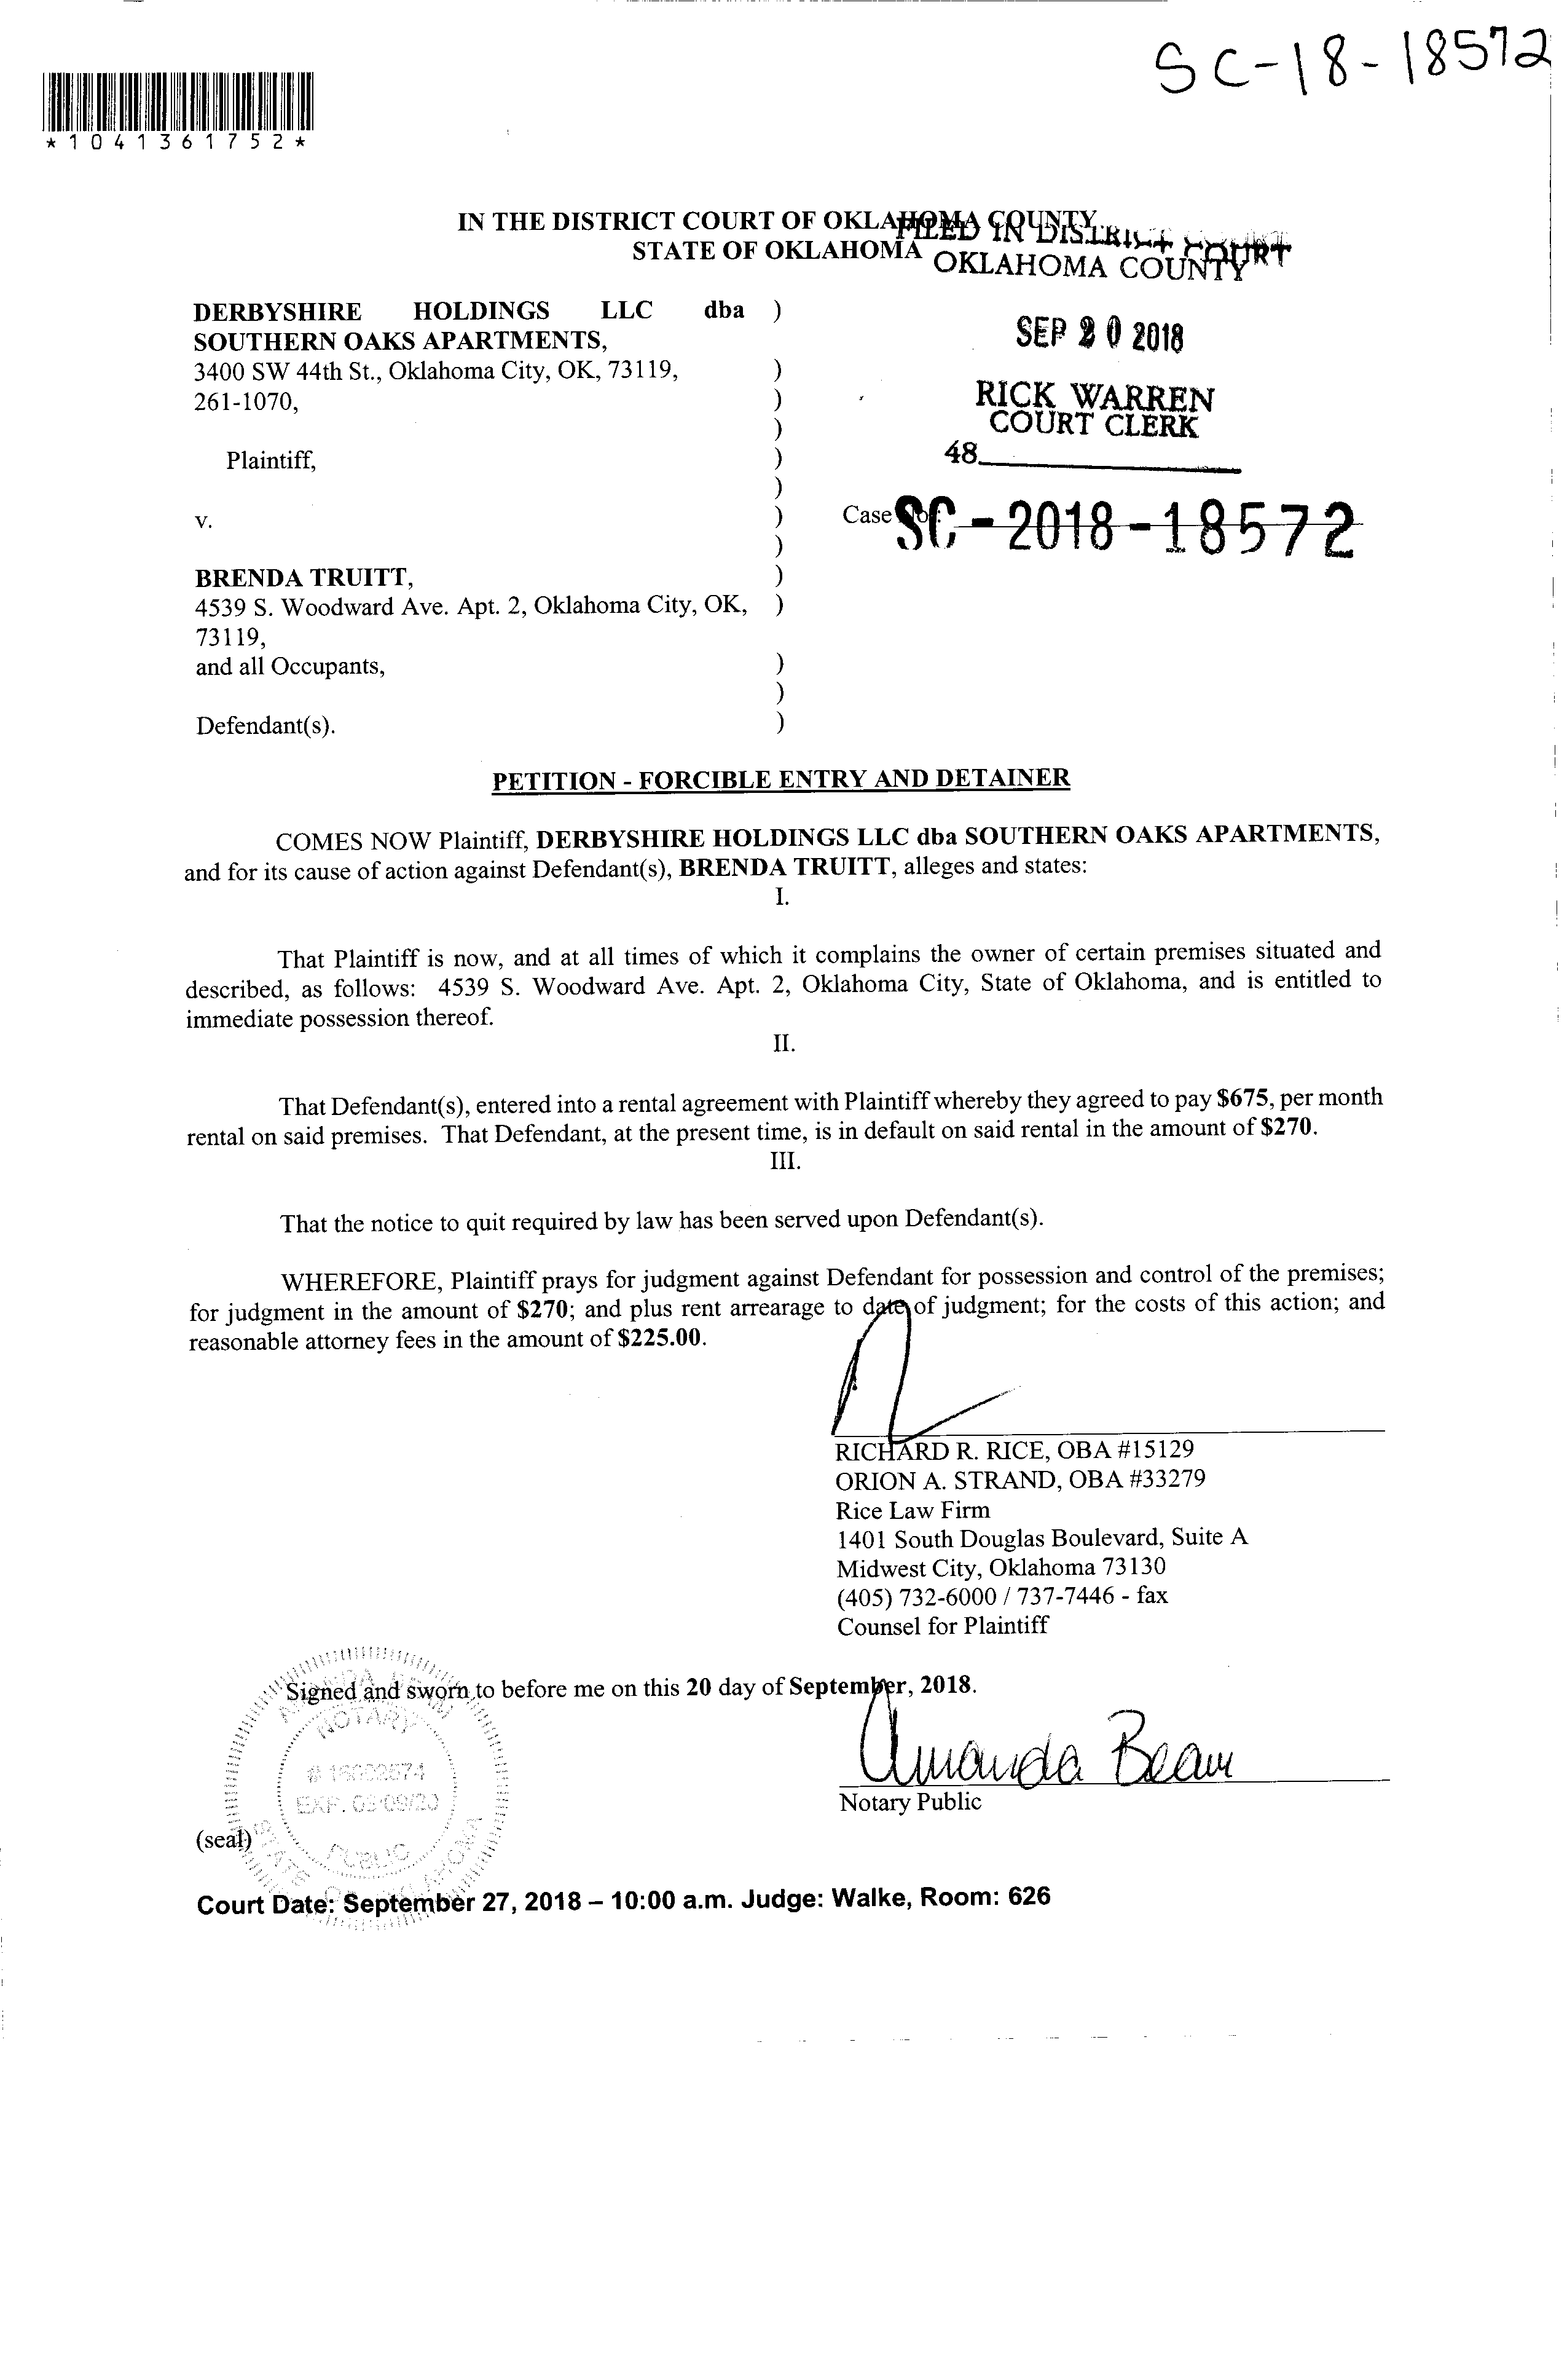 SC-18-18572
*1041361752*
IN THE DISTRICT COURT OF OKLAHOMA COUNTY
STATE OF OKLAHOMA
FILED IN DISTRICT COURT
OKLAHOMA COUNTY
SEP 20 2018
RICK WARREN
COURT CLERK
48
DERBYSHIRE HOLDINGS LLC dba )
SOUTHERN OAKS APARTMENTS,
3400 SW 44th St., Oklahoma City, OK, 73119, )
261-1070, )
)
Plaintiff, )
)
v. )
Case No.:
SC-2018-18572
)
BRENDA TRUITT, )
4539 S. Woodward Ave. Apt. 2, Oklahoma City, OK, )
73119,
and all Occupants, )
)
Defendant(s). )
PETITION - FORCIBLE ENTRY AND DETAINER
COMES NOW Plaintiff, DERBYSHIRE HOLDINGS LLC dba SOUTHERN OAKS APARTMENTS,
and for its cause of action against Defendant(s), BRENDA TRUITT, alleges and states:
I.
That Plaintiff is now, and at all times of which it complains the owner of certain premises situated and
described, as follows: 4539 S. Woodward Ave. Apt. 2, Oklahoma City, State of Oklahoma, and is entitled to
immediate possession thereof.
II.
That Defendant(s), entered into a rental agreement with Plaintiff whereby they agreed to pay $675, per month
rental on said premises. That Defendant, at the present time, is in default on said rental in the amount of $270.
III.
That the notice to quit required by law has been served upon Defendant(s).
WHEREFORE, Plaintiff prays for judgment against Defendant for possession and control of the premises;
for judgment in the amount of $270; and plus rent arrearage to date of judgment; for the costs of this action; and
reasonable attorney fees in the amount of $225.00.
RICHARD R. RICE, OBA #15129
ORION A. STRAND, OBA #33279
Rice Law Firm
1401 South Douglas Boulevard, Suite A
Midwest City, Oklahoma 73130
(405) 732-6000 / 737-7446 - fax
Counsel for Plaintiff
Signed and sworn to before me on this 20 day of September, 2018.
Amanda Beam
Notary Public
NOTARY
PUBLIC
(seal)
Court Date: September 27, 2018 – 10:00 a.m. Judge: Walke, Room: 626